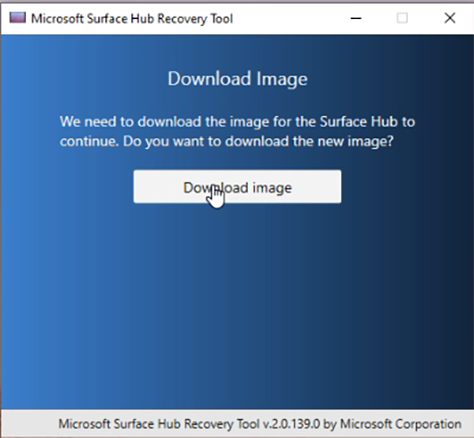 Microsoft Surface Hub Recovery Tool
Download Image
We need to download the image for the Surface Hub to
continue. Do you want to download the new image?
Download image
Microsoft Surface Hub Recovery Tool v.2.0.139.0 by Microsoft Corporation